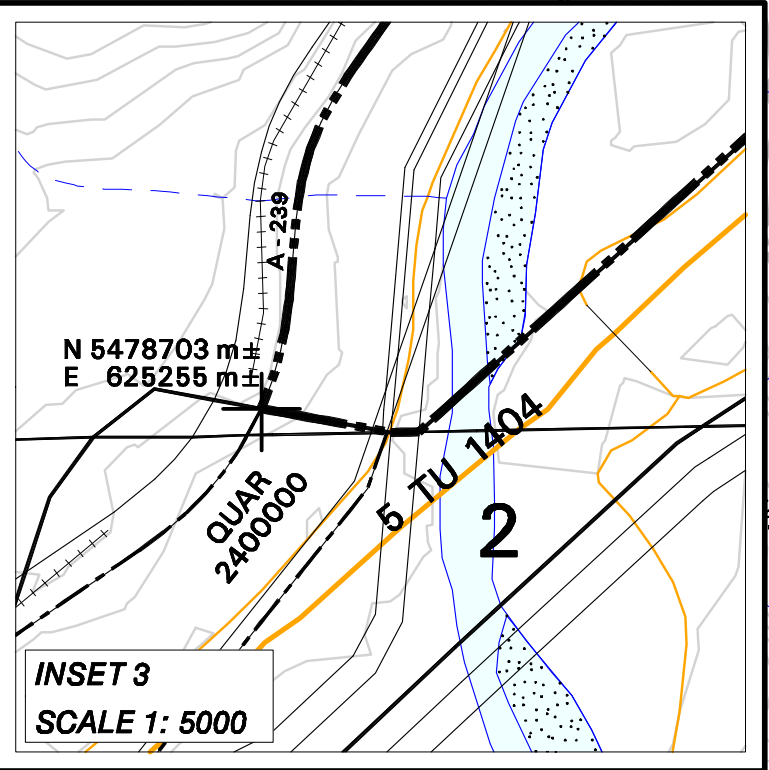 A - 239
N 5478703 m±
E 625255 m±
QUAR
2400000
5 TU 1404
2
INSET 3
SCALE 1: 5000